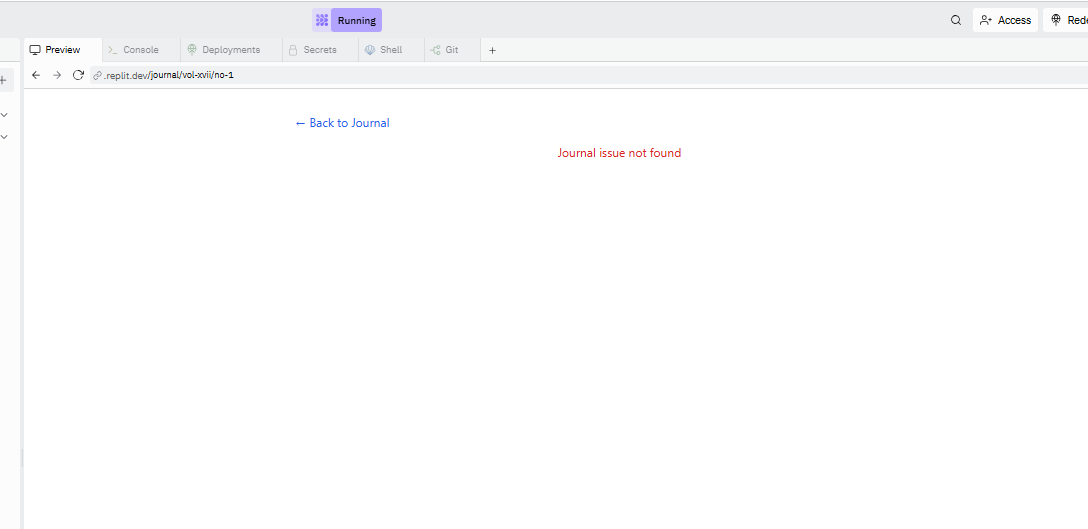 Running
Access
Preview
Console
Deployments
Secrets
Shell
Git
.replit.dev/journal/vol-xvii/no-1
← Back to Journal
Journal issue not found